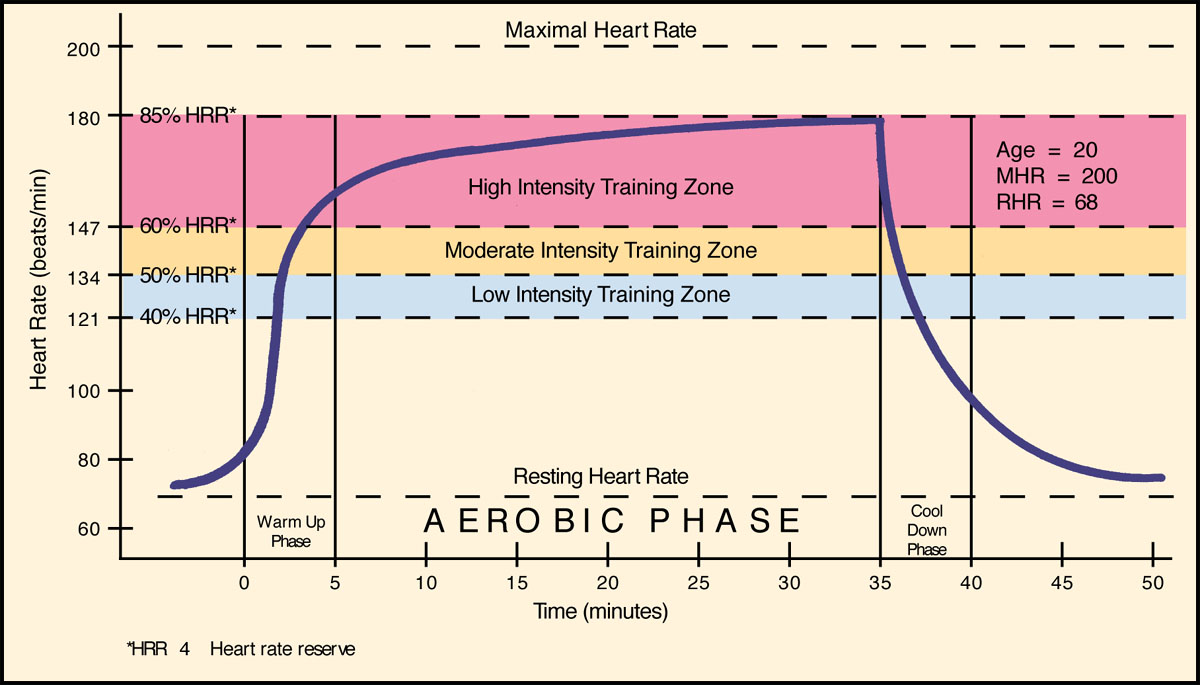 Maximal Heart Rate
200
85% HRR*
180
Age = 20
MHR = 200
RHR = 68
High Intensity Training Zone
60% HRR*
147
Moderate Intensity Training Zone
50% HRR*
134
Low Intensity Training Zone
40% HRR*
121
Heart Rate (beats/min)
100
80
Resting Heart Rate
60
Warm Up
Phase
AEROBIC PHASE
Cool
Down
Phase
0 5 10 15 20 25 30 35 40 45 50
Time (minutes)
*HRR 4 Heart rate reserve